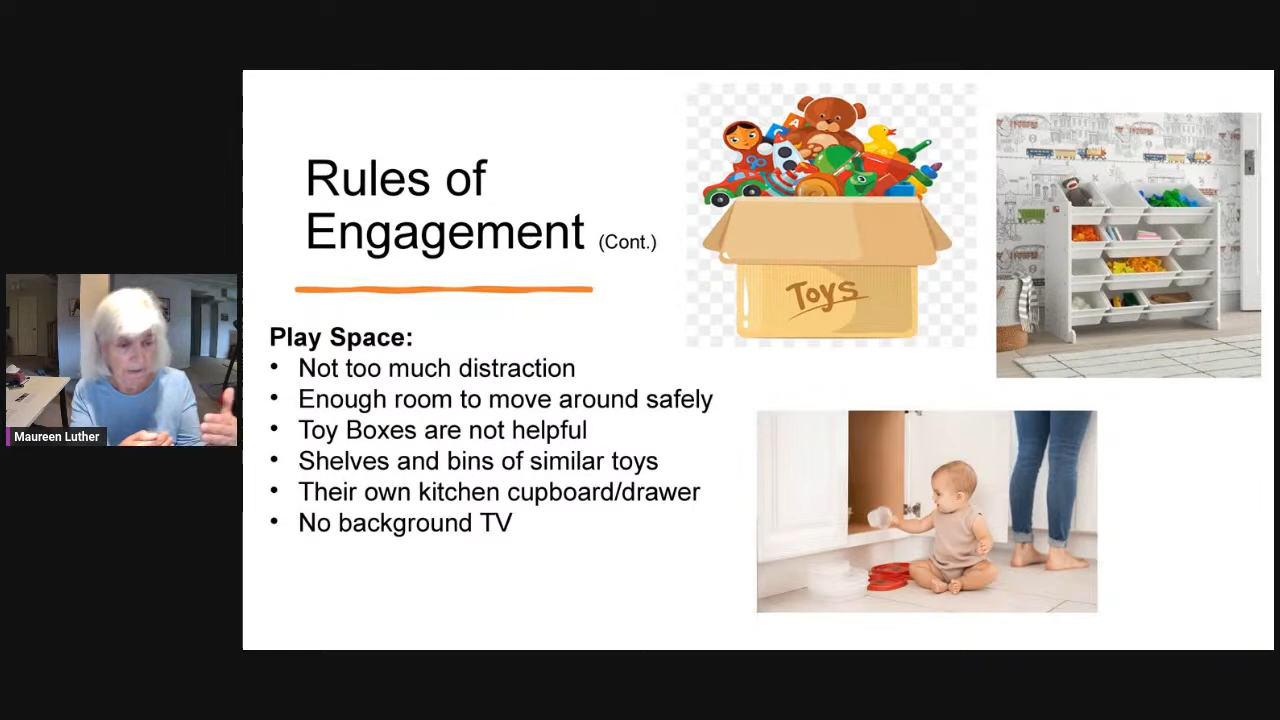 Rules of
Engagement (Cont.)
Play Space:
• Not too much distraction
• Enough room to move around safely
• Toy Boxes are not helpful
• Shelves and bins of similar toys
• Their own kitchen cupboard/drawer
• No background TV
Toys
A
Maureen Luther